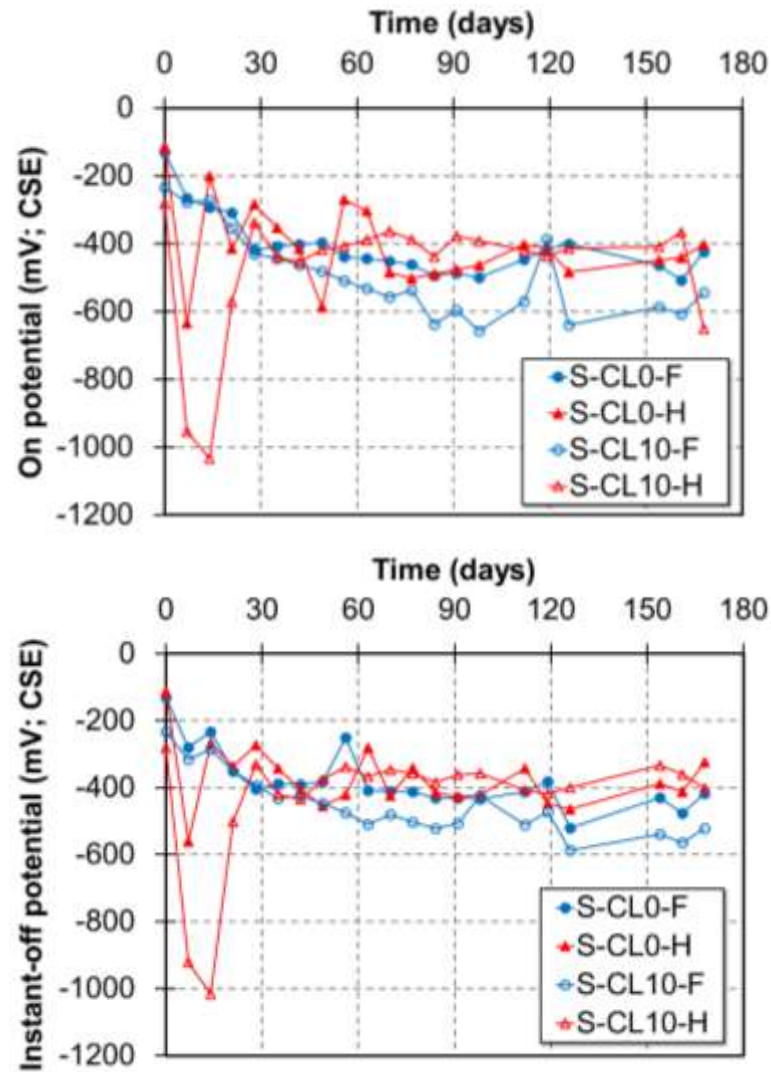 Time (days)
0 30 60 90 120 150 180
0
-200
-400
-600
-800
-1000
-1200
On potential (mV; CSE)
S-CL0-F
S-CL0-H
S-CL10-F
S-CL10-H
Time (days)
0 30 60 90 120 150 180
0
-200
-400
-600
-800
-1000
-1200
Instant-off potential (mV; CSE)
S-CL0-F
S-CL0-H
S-CL10-F
S-CL10-H